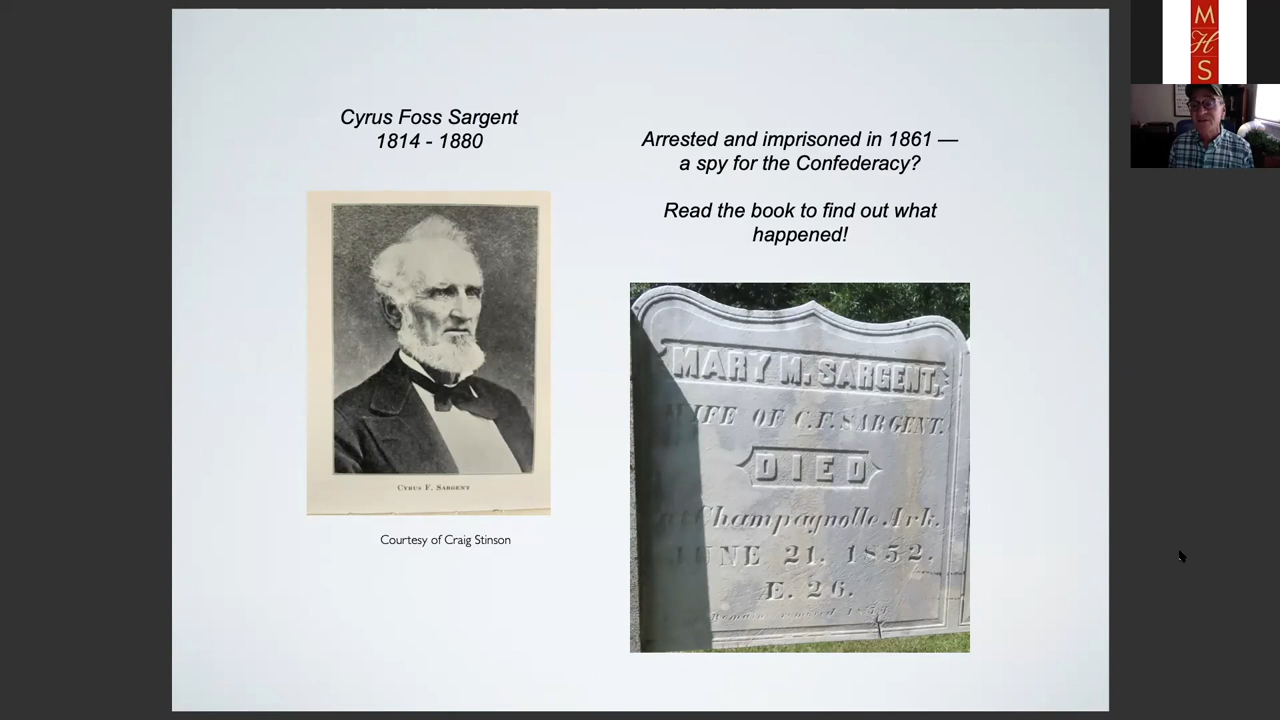 Cyrus Foss Sargent
1814 - 1880
CYRUS F. SARGENT
Courtesy of Craig Stinson
Arrested and imprisoned in 1861 —
a spy for the Confederacy?
Read the book to find out what
happened!
MARY M. SARGENT,
WIFE OF C.F. SARGENT.
DIED
at Champagnolle Ark.
JUNE 21. 1852.
Æ. 26.
M
H
S